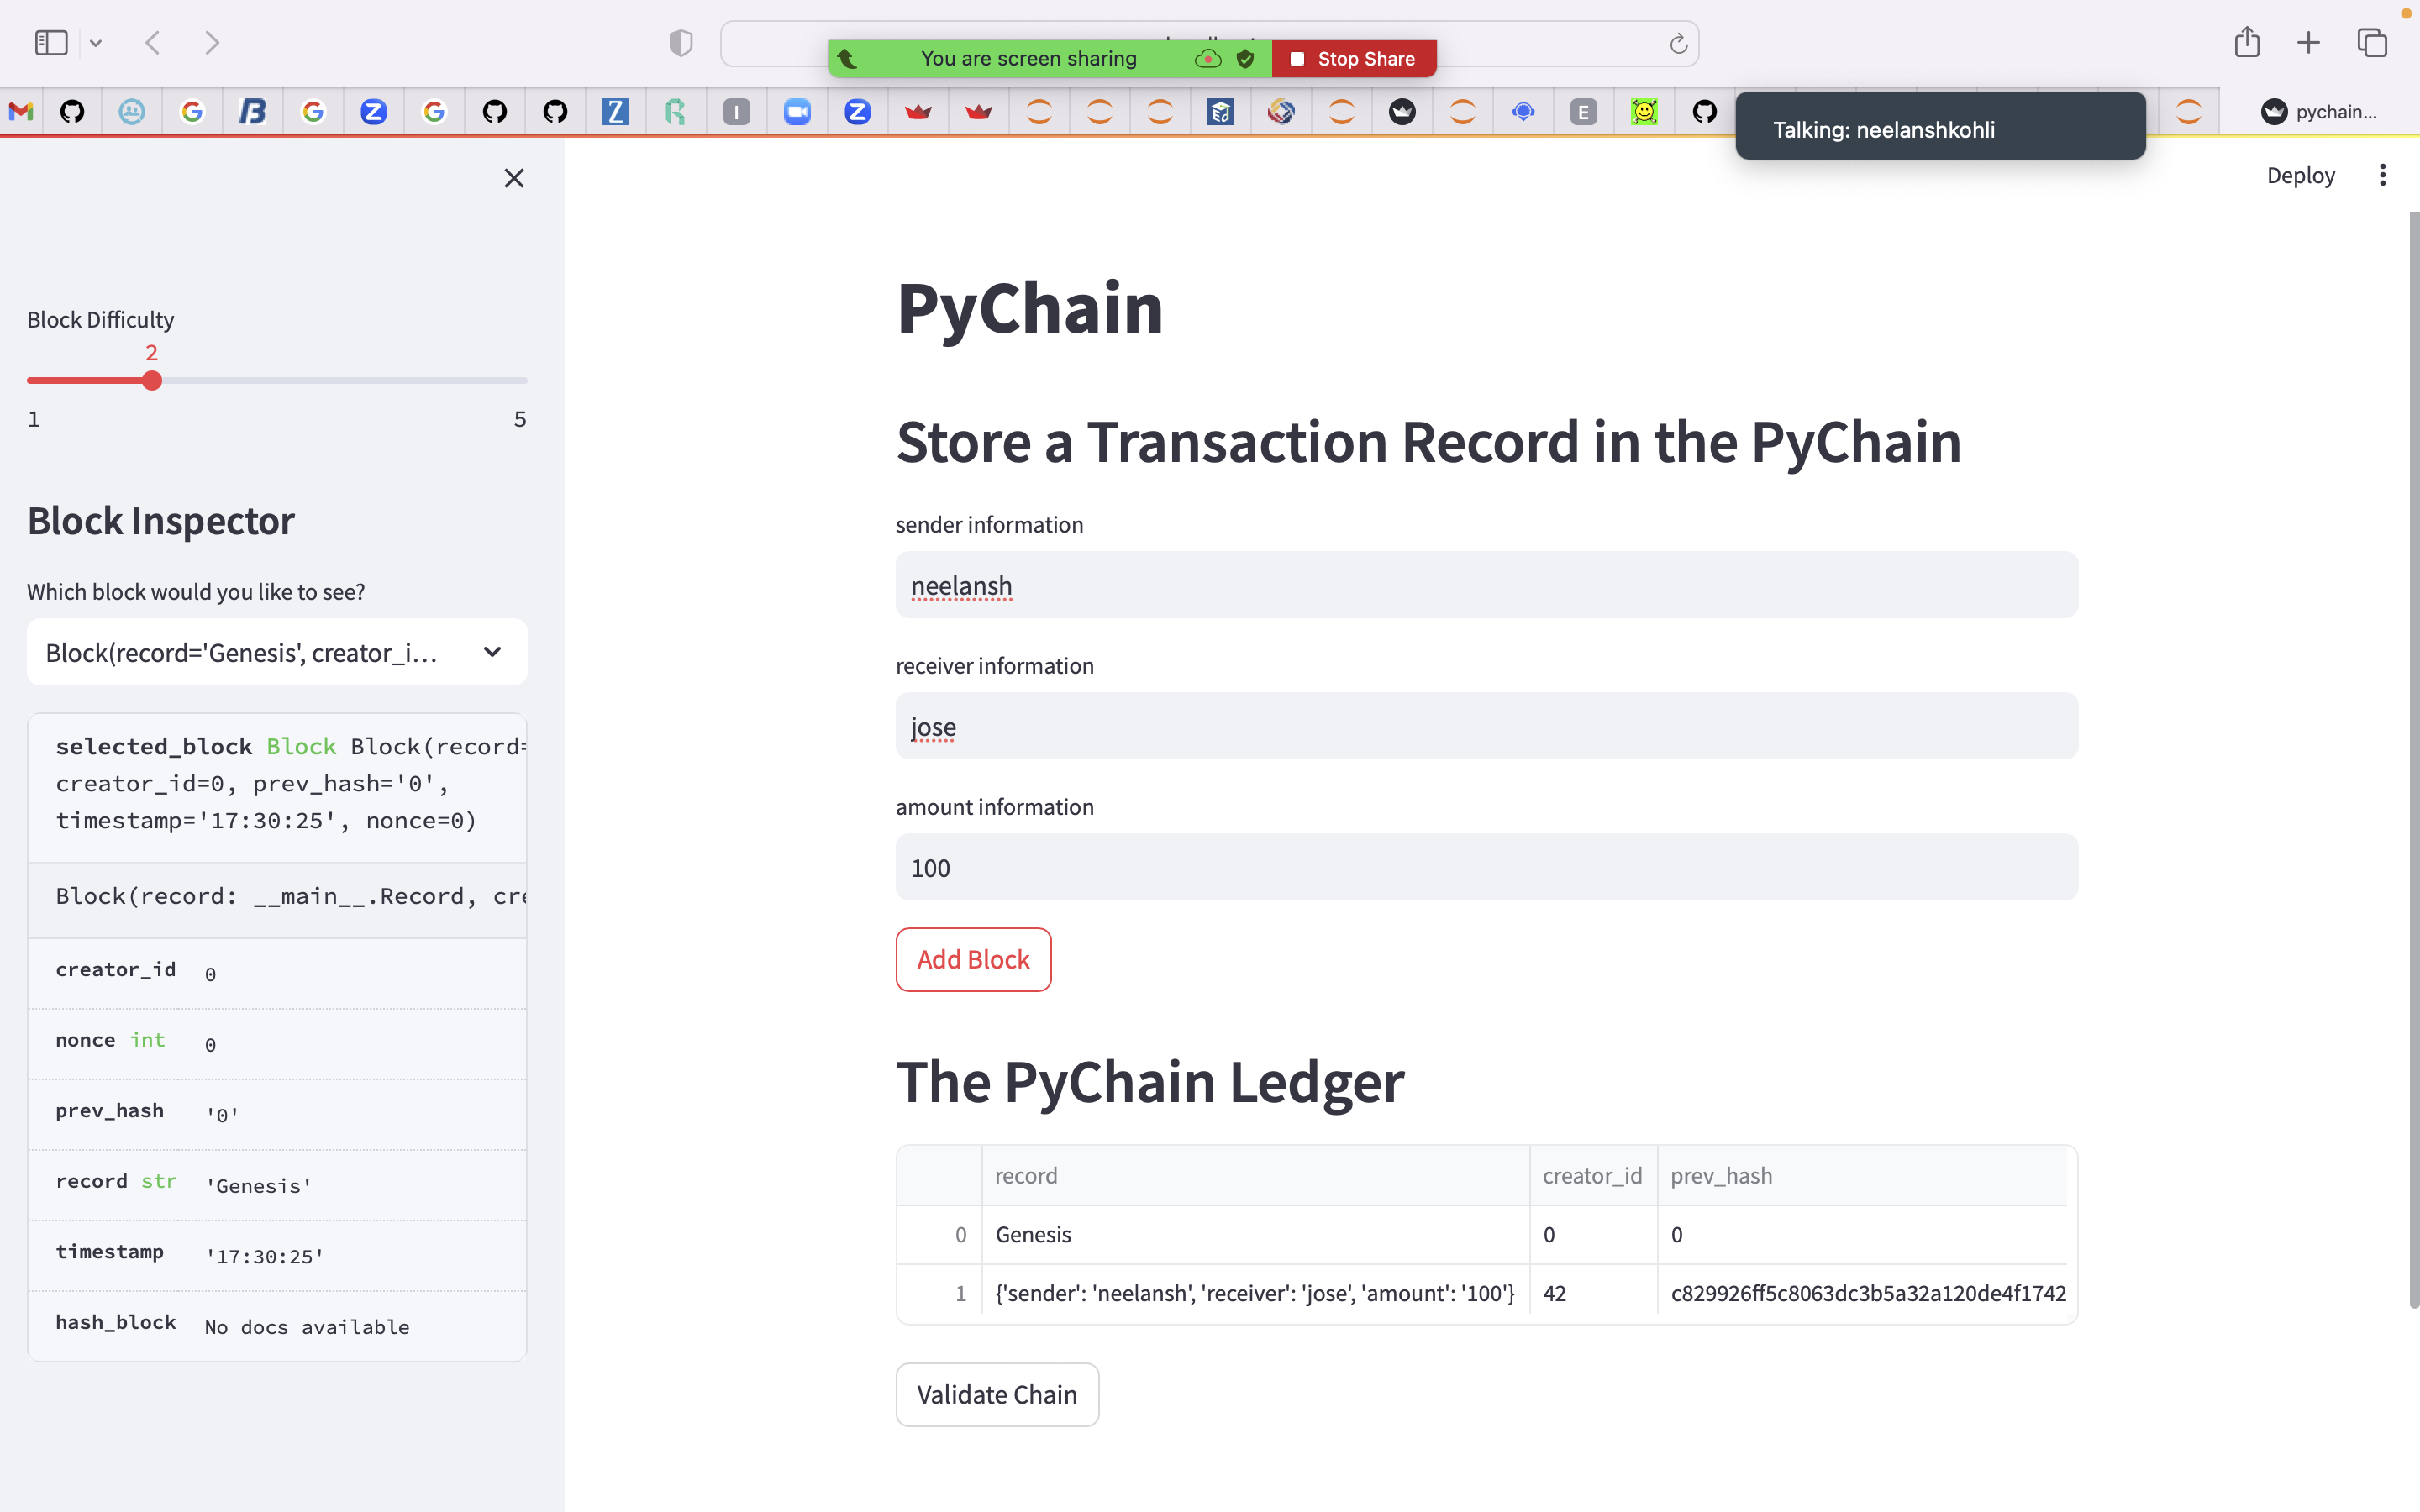 You are screen sharing
Stop Share
pychain...
Talking: neelanshkohli
Deploy
Block Difficulty
2
1 5
Block Inspector
Which block would you like to see?
Block(record='Genesis', creator_i...
selected_block Block Block(record=
creator_id=0, prev_hash='0',
timestamp='17:30:25', nonce=0)
Block(record: __main__.Record, cre
creator_id 0
nonce int 0
prev_hash '0'
record str 'Genesis'
timestamp '17:30:25'
hash_block No docs available
PyChain
Store a Transaction Record in the PyChain
sender information
neelansh
receiver information
jose
amount information
100
Add Block
The PyChain Ledger
record creator_id prev_hash
0 Genesis 0 0
1 {'sender': 'neelansh', 'receiver': 'jose', 'amount': '100'} 42 c829926ff5c8063dc3b5a32a120de4f1742
Validate Chain